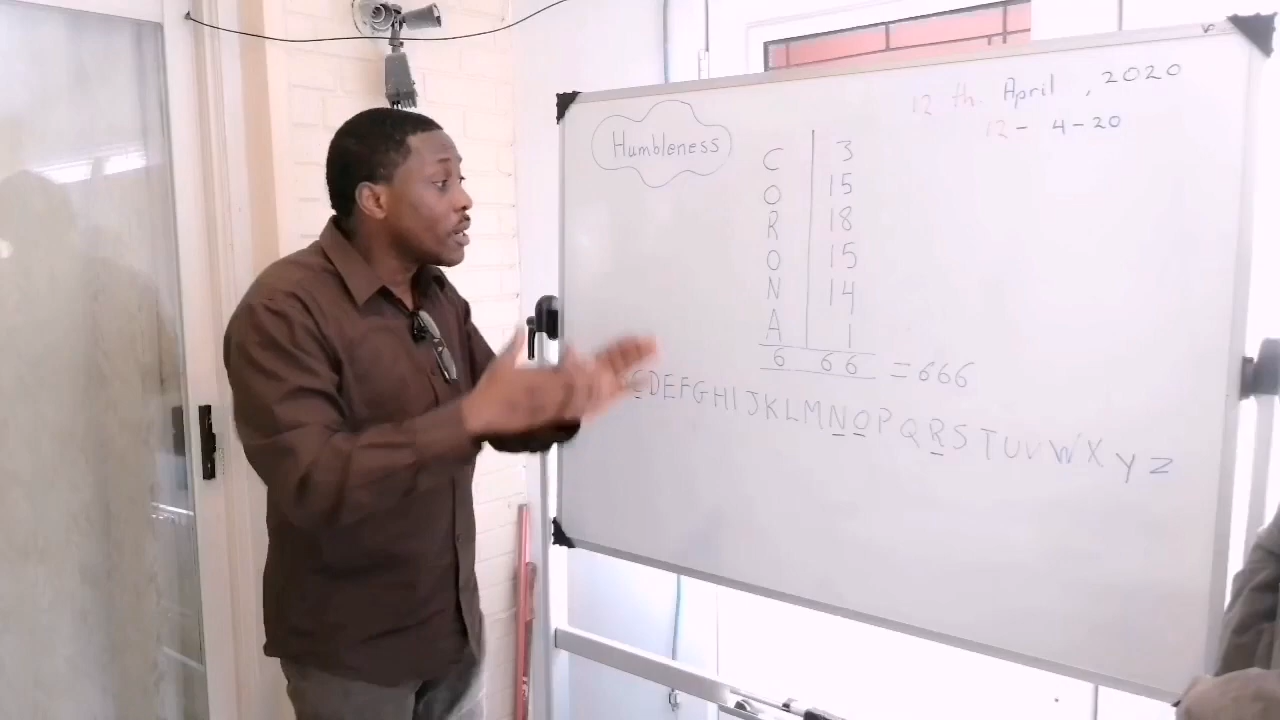 12 th. April , 2020
12 - 4 - 20
Humbleness
C 3
O 15
R 18
O 15
N 14
A 1
6 66 = 666
CDEFGHIJKLMNOPQRSTUVWXYZ